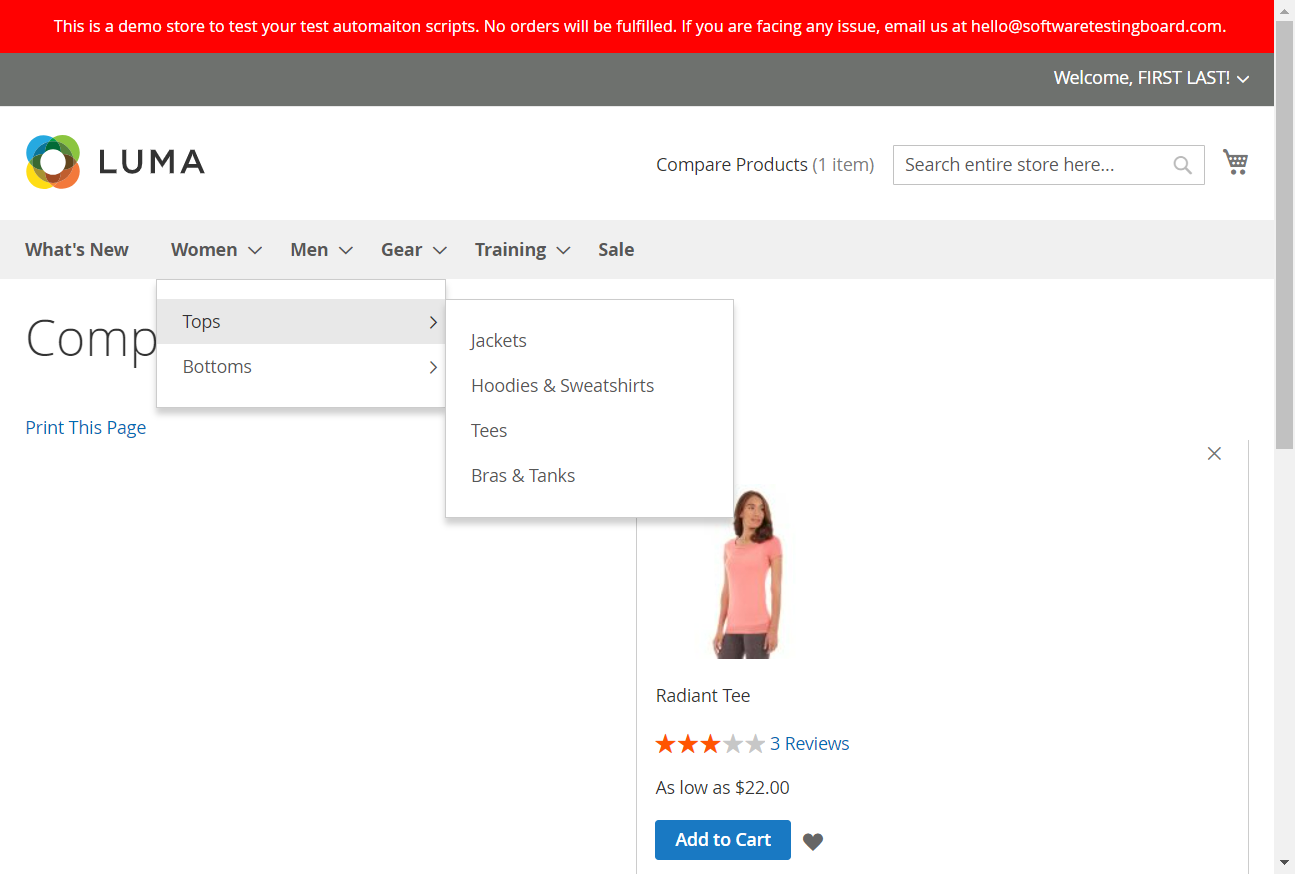 This is a demo store to test your test automaiton scripts. No orders will be fulfilled. If you are facing any issue, email us at hello@softwaretestingboard.com.
Welcome, FIRST LAST!
LUMA
Compare Products (1 item)
Search entire store here...
What's New Women Men Gear Training Sale
Tops
Bottoms
Jackets
Hoodies & Sweatshirts
Tees
Bras & Tanks
Comp
Print This Page
Radiant Tee
3 Reviews
As low as $22.00
Add to Cart